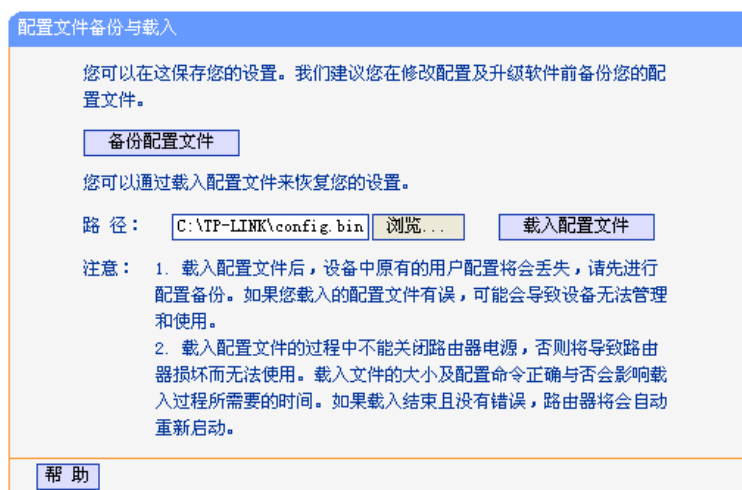 配置文件备份与载入
您可以在这保存您的设置。我们建议您在修改配置及升级软件前备份您的配
置文件。
备份配置文件
您可以通过载入配置文件来恢复您的设置。
路 径： C:\TP-LINK\config.bin 浏览... 载入配置文件
注意： 1. 载入配置文件后，设备中原有的用户配置将会丢失，请先进行
配置备份。如果您载入的配置文件有误，可能会导致设备无法管理
和使用。
2. 载入配置文件的过程中不能关闭路由器电源，否则将导致路由
器损坏而无法使用。载入文件的大小及配置命令正确与否会影响载
入过程所需要的时间。如果载入结束且没有错误，路由器将会自动
重新启动。
帮 助